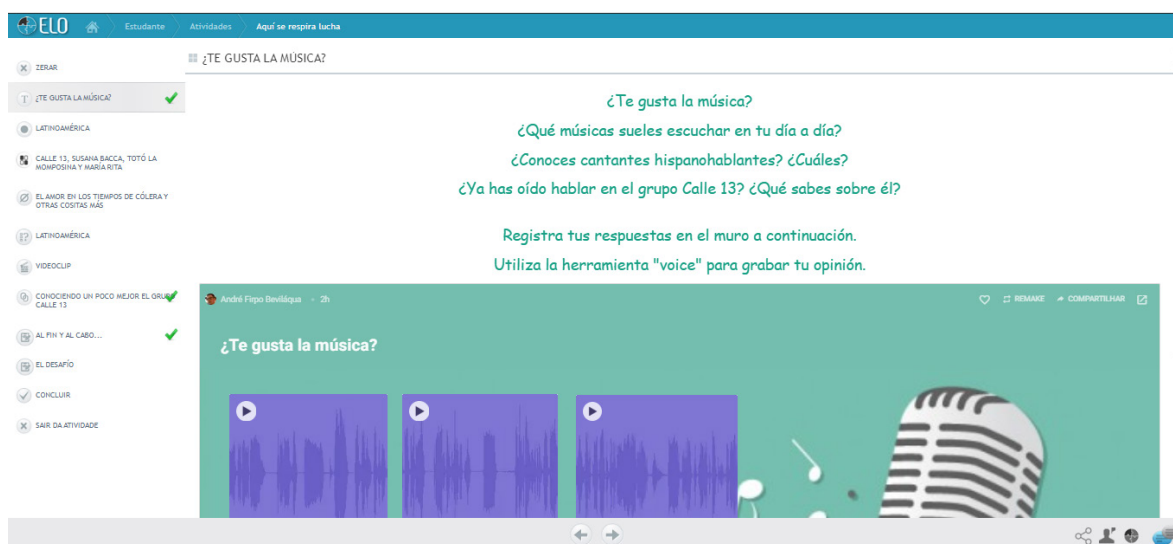 ELO
Estudante
Atividades
Aquí se respira lucha
ZERAR
¿TE GUSTA LA MÚSICA?
LATINOAMÉRICA
CALLE 13, SUSANA BACCA, TOTÓ LA
MOMPOSINA Y MARÍA RITA
EL AMOR EN LOS TIEMPOS DE CÓLERA Y
OTRAS COSITAS MÁS
LATINOAMÉRICA
VIDEOCLIP
CONOCIENDO UN POCO MEJOR EL GRUPO
CALLE 13
AL FIN Y AL CABO...
EL DESAFÍO
CONCLUIR
SAIR DA ATIVIDADE
¿TE GUSTA LA MÚSICA?
¿Te gusta la música?
¿Qué músicas sueles escuchar en tu día a día?
¿Conoces cantantes hispanohablantes? ¿Cuáles?
¿Ya has oído hablar en el grupo Calle 13? ¿Qué sabes sobre él?
Registra tus respuestas en el muro a continuación.
Utiliza la herramienta "voice" para grabar tu opinión.
André Firpo Beviláqua • 2h
REMAKE
COMPARTILHAR
¿Te gusta la música?